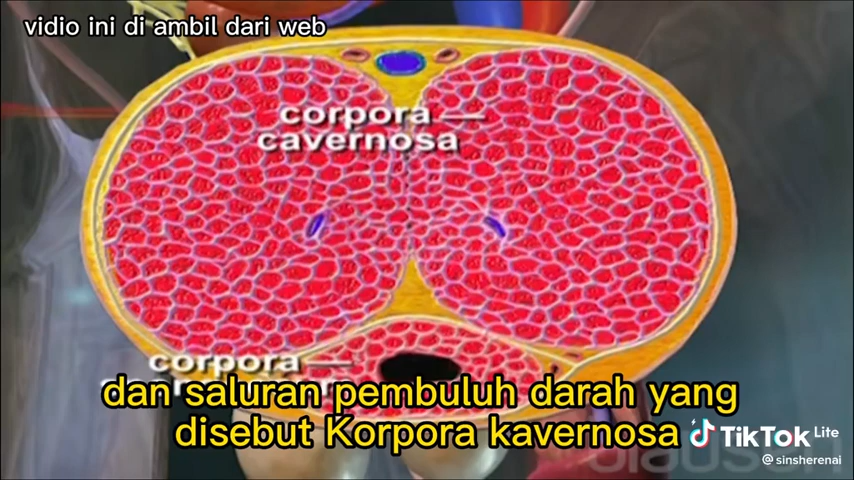 vidio ini di ambil dari web
corpora
cavernosa
corpora
dan saluran pembuluh darah yang
disebut Korpora kavernosa
TikTok Lite
@sinsherenai